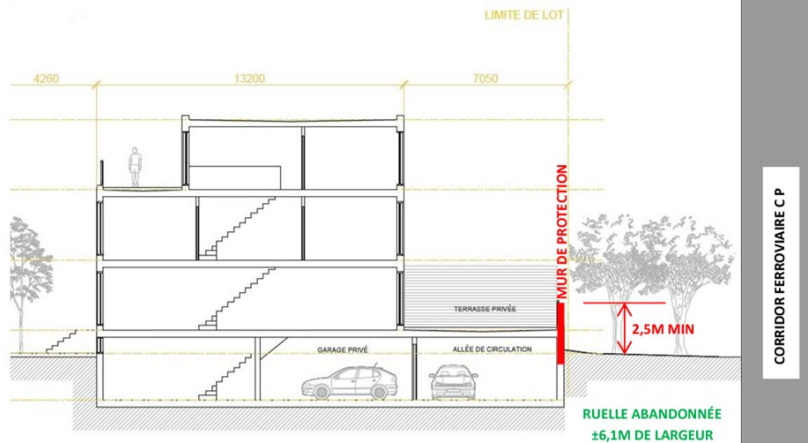 LIMITE DE LOT
4260
13200
7050
MUR DE PROTECTION
TERRASSE PRIVÉE
2,5M MIN
GARAGE PRIVÉ
ALLÉE DE CIRCULATION
RUELLE ABANDONNÉE
±6,1M DE LARGEUR
CORRIDOR FERROVIAIRE C P